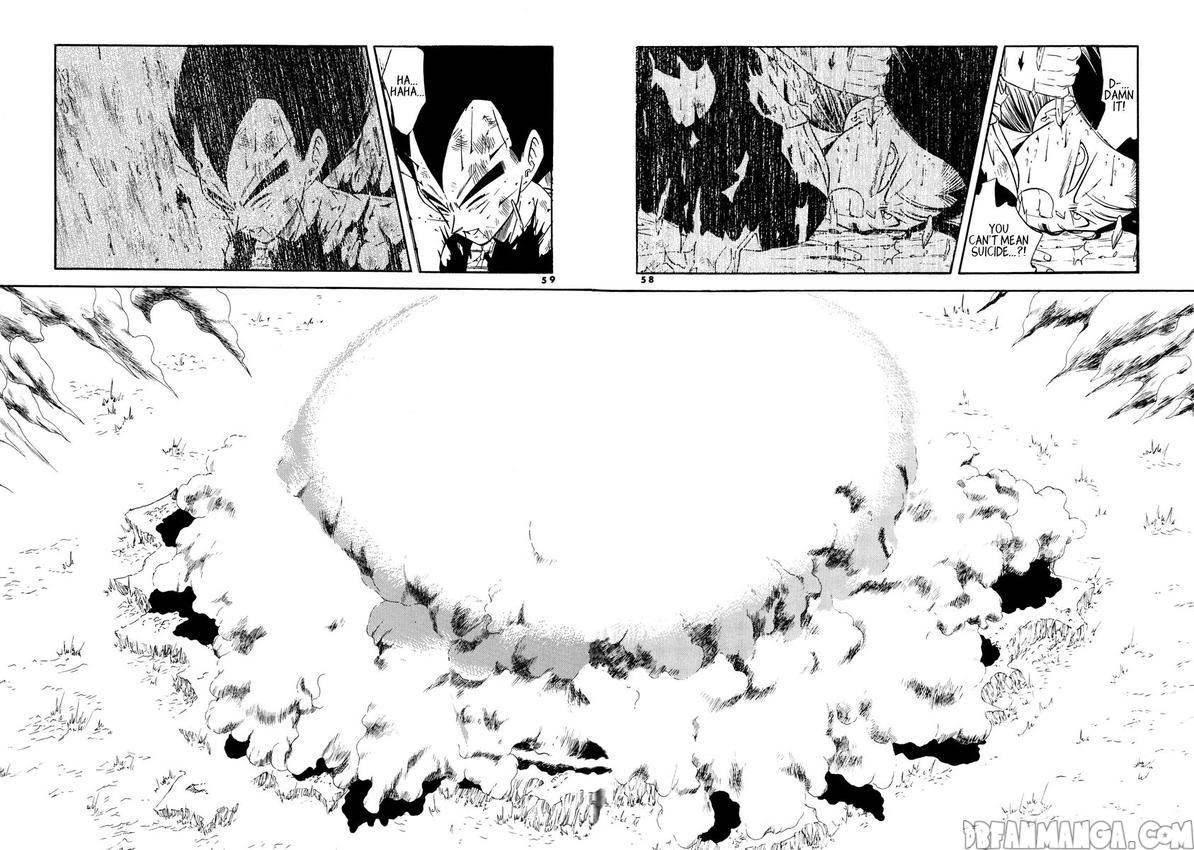 D--
DAMN
IT!
YOU
CAN'T MEAN
SUICIDE...?!
58
HA...
HAHA...
59
DBFANMANGA.COM